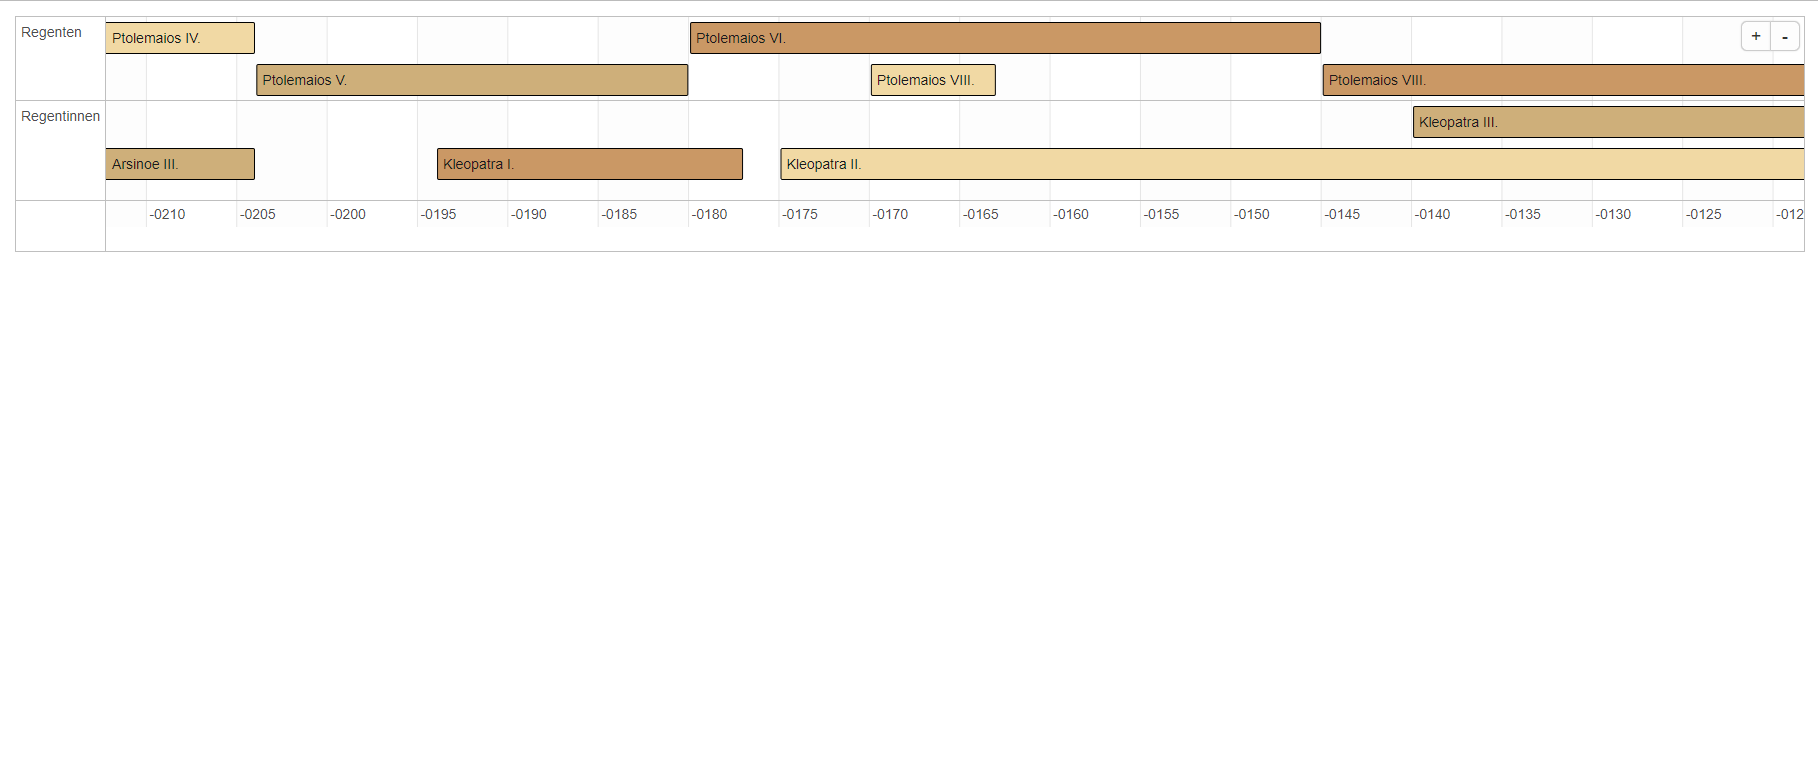 Regenten
Ptolemaios IV.
Ptolemaios VI.
+ -
Ptolemaios V.
Ptolemaios VIII.
Ptolemaios VIII.
Regentinnen
Kleopatra III.
Arsinoe III.
Kleopatra I.
Kleopatra II.
-0210 -0205 -0200 -0195 -0190 -0185 -0180 -0175 -0170 -0165 -0160 -0155 -0150 -0145 -0140 -0135 -0130 -0125 -012